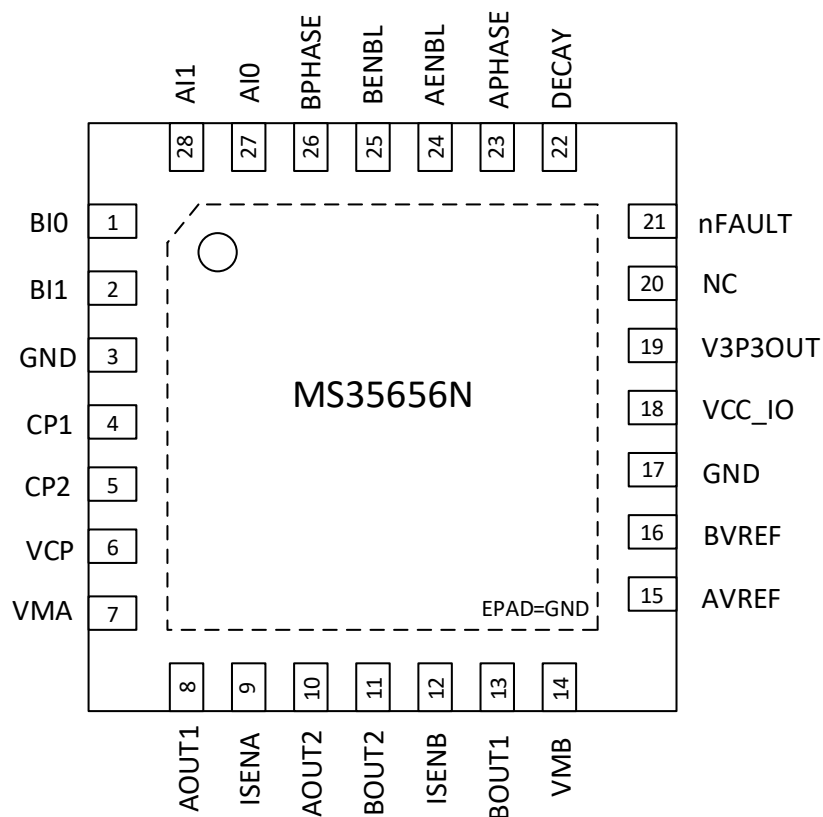 AI1
AI0
BPHASE
BENBL
AENBL
APHASE
DECAY
28
27
26
25
24
23
22
BI0
1
BI1
2
GND
3
CP1
4
CP2
5
VCP
6
VMA
7
MS35656N
EPAD=GND
21
nFAULT
20
NC
19
V3P3OUT
18
VCC_IO
17
GND
16
BVREF
15
AVREF
8
9
10
11
12
13
14
AOUT1
ISENA
AOUT2
BOUT2
ISENB
BOUT1
VMB